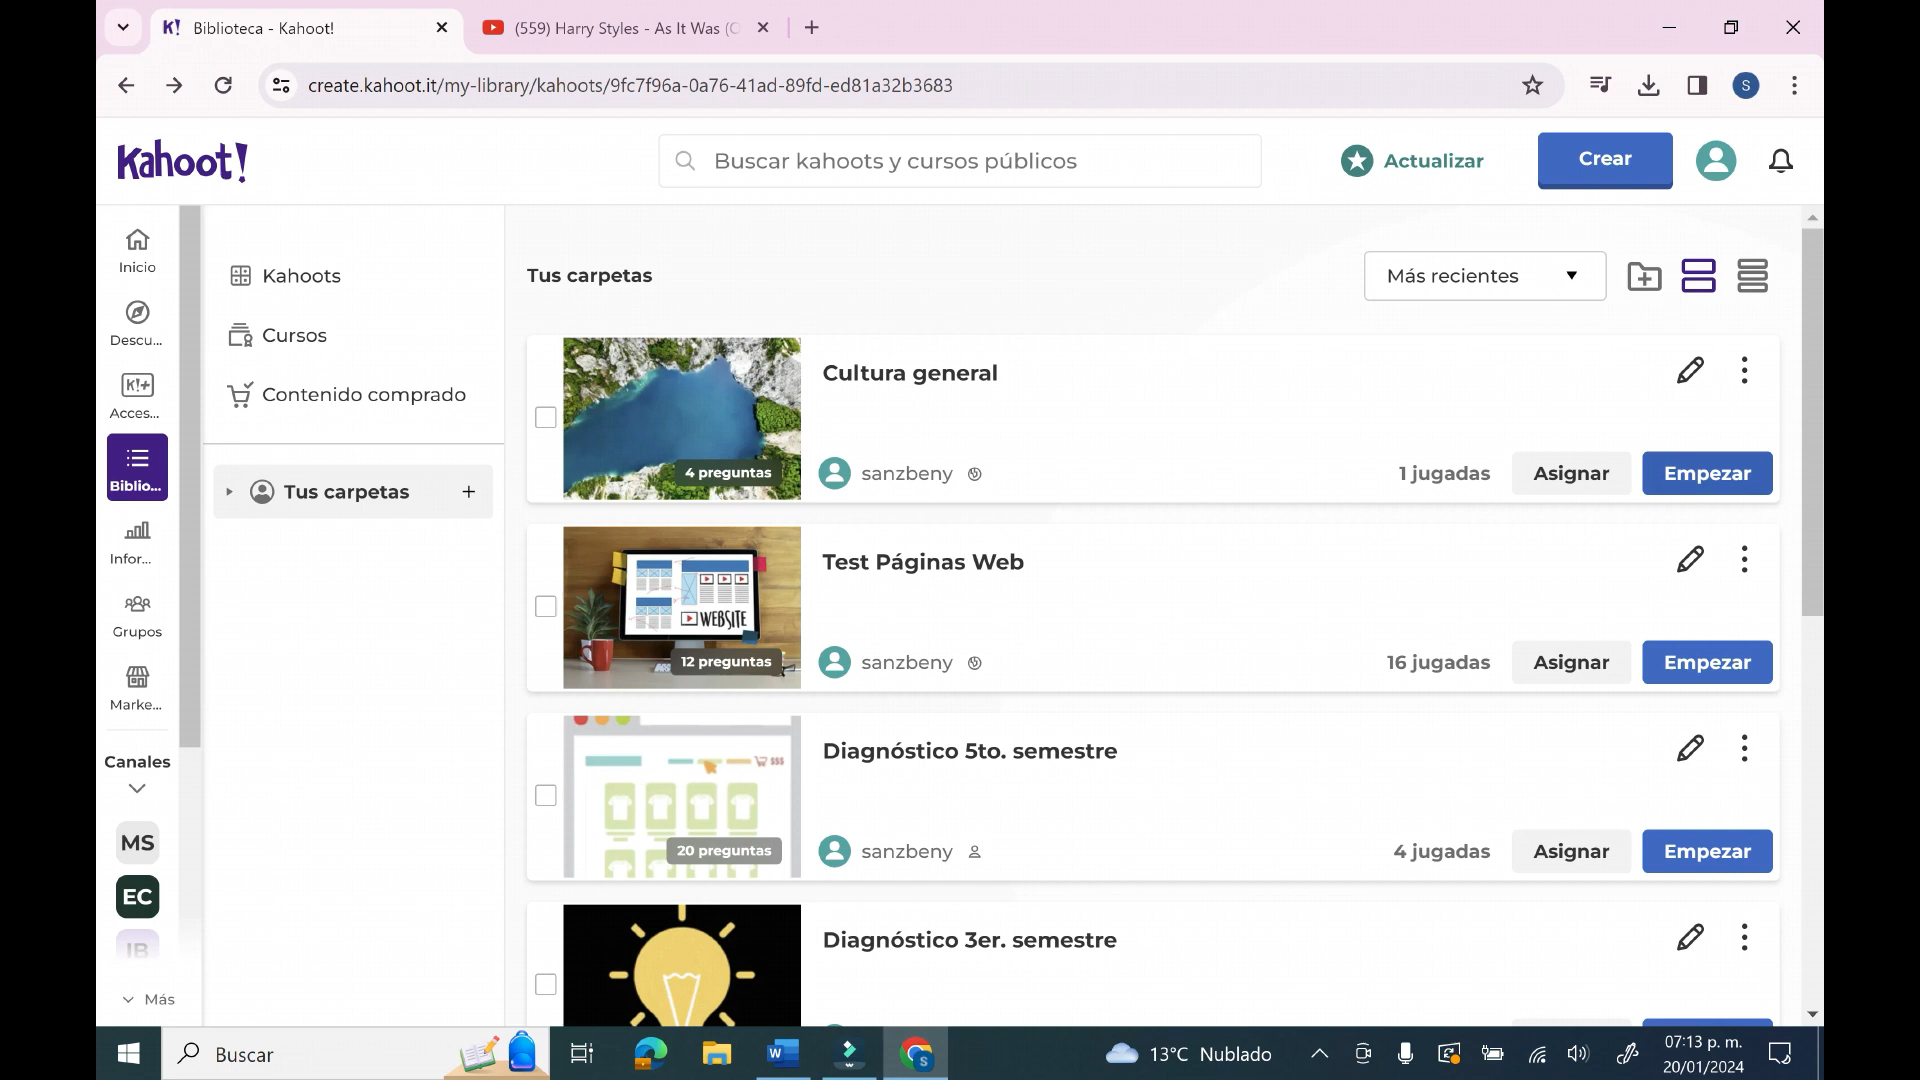 Biblioteca - Kahoot!
(559) Harry Styles - As It Was (
create.kahoot.it/my-library/kahoots/9fc7f96a-0a76-41ad-89fd-ed81a32b3683
S
Kahoot!
Buscar kahoots y cursos públicos
Actualizar
Crear
Inicio
Descu...
K!+
Acces...
Biblio...
Infor...
Grupos
Marke...
Canales
MS
EC
IB
Más
Kahoots
Cursos
Contenido comprado
Tus carpetas
Tus carpetas
Más recientes
Cultura general
4 preguntas
sanzbeny
1 jugadas
Asignar
Empezar
Test Páginas Web
WEBSITE
12 preguntas
sanzbeny
16 jugadas
Asignar
Empezar
Diagnóstico 5to. semestre
$$$
20 preguntas
sanzbeny
4 jugadas
Asignar
Empezar
Diagnóstico 3er. semestre
Buscar
13°C Nublado
07:13 p. m.
20/01/2024